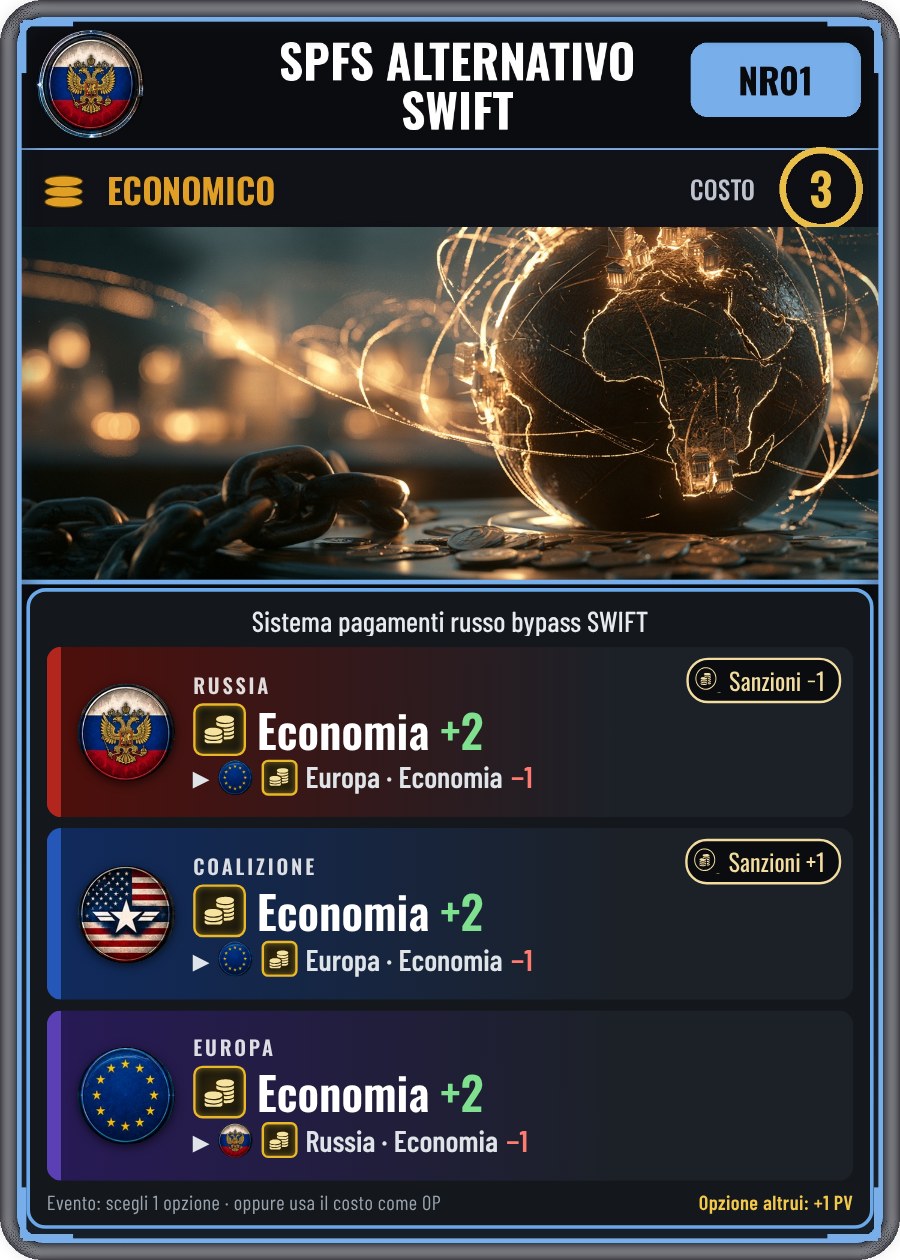 SPFS ALTERNATIVO
SWIFT
NR01
ECONOMICO
COSTO
3
Sistema pagamenti russo bypass SWIFT
RUSSIA
Sanzioni −1
Economia +2
▶ Europa · Economia −1
COALIZIONE
Sanzioni +1
Economia +2
▶ Europa · Economia −1
EUROPA
Economia +2
▶ Russia · Economia −1
Evento: scegli 1 opzione · oppure usa il costo come OP
Opzione altrui: +1 PV